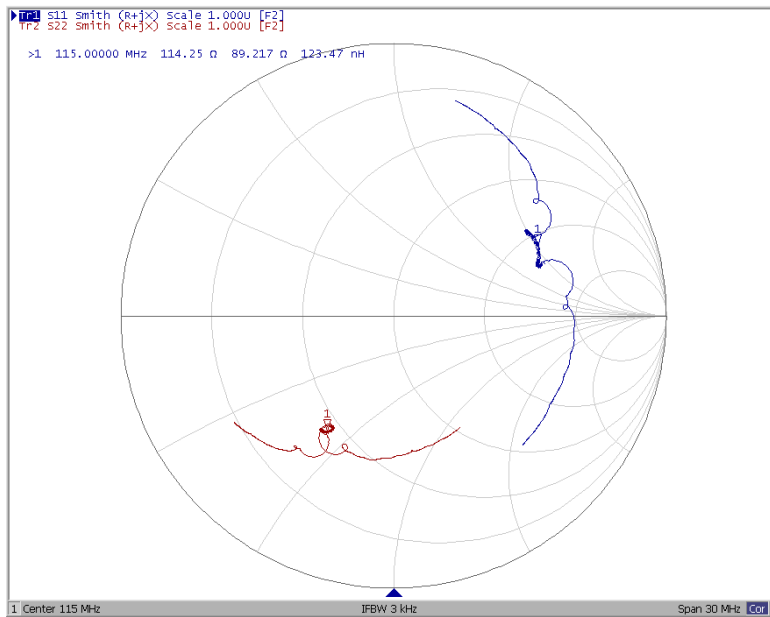 ▶Tr1 S11 Smith (R+jX) Scale 1.000U [F2]
Tr2 S22 Smith (R+jX) Scale 1.000U [F2]
>1 115.00000 MHz 114.25 Ω 89.217 Ω 123.47 nH
1
1
1 Center 115 MHz IFBW 3 kHz Span 30 MHz Cor